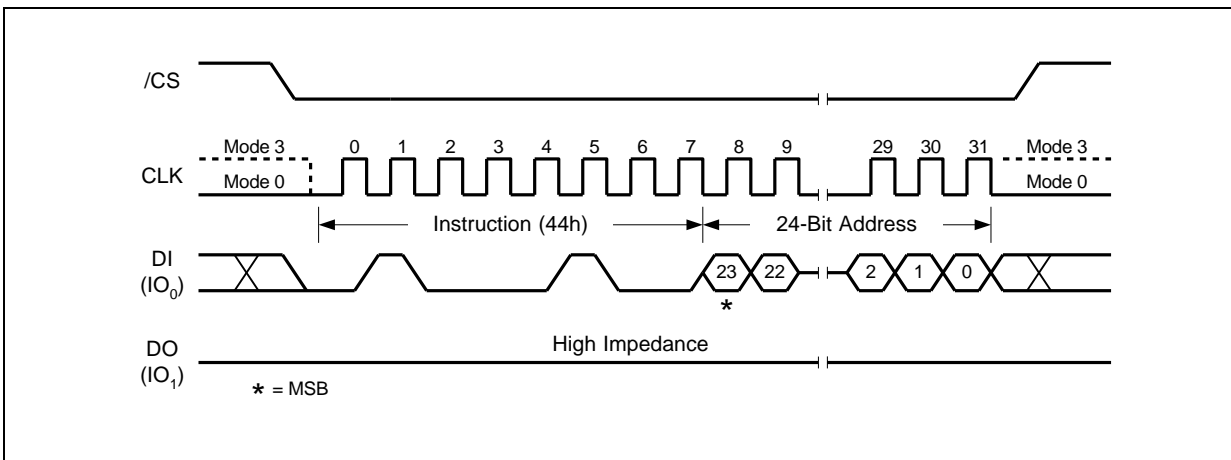 /CS
Mode 3 0 1 2 3 4 5 6 7 8 9 29 30 31 Mode 3
CLK
Mode 0 Mode 0
Instruction (44h) 24-Bit Address
DI
(IO0) 23 22 2 1 0
*
DO High Impedance
(IO1)
* = MSB